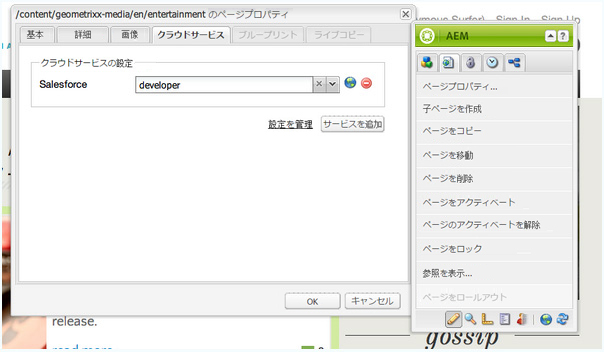 /content/geometrixx-media/en/entertainment のページプロパティ
基本
詳細
画像
クラウドサービス
ブループリント
ライブコピー
クラウドサービスの設定
Salesforce
developer
設定を管理
サービスを追加
OK
キャンセル
Sign In
Sign Up
AEM
ページプロパティ...
子ページを作成
ページをコピー
ページを移動
ページを削除
ページをアクティベート
ページのアクティベートを解除
ページをロック
参照を表示...
ページをロールアウト
release.
gossip